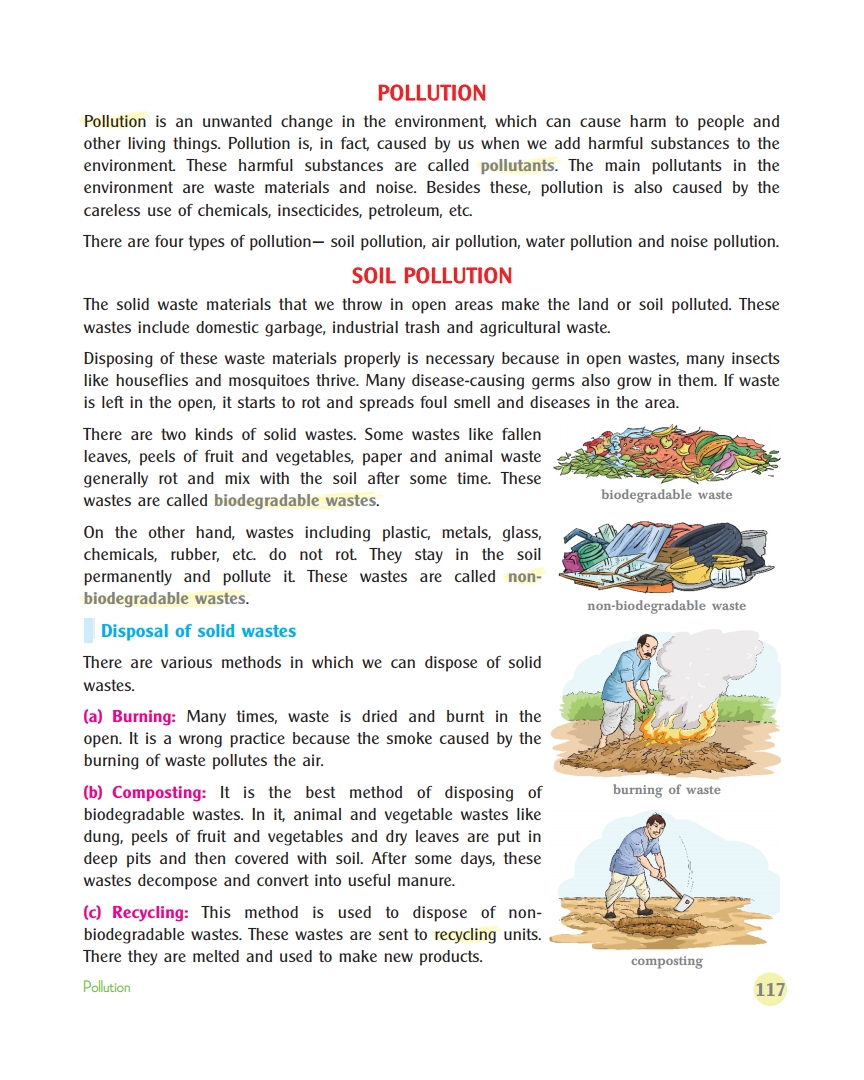 POLLUTION
Pollution is an unwanted change in the environment, which can cause harm to people and
other living things. Pollution is, in fact, caused by us when we add harmful substances to the
environment. These harmful substances are called pollutants. The main pollutants in the
environment are waste materials and noise. Besides these, pollution is also caused by the
careless use of chemicals, insecticides, petroleum, etc.
There are four types of pollution— soil pollution, air pollution, water pollution and noise pollution.
SOIL POLLUTION
The solid waste materials that we throw in open areas make the land or soil polluted. These
wastes include domestic garbage, industrial trash and agricultural waste.
Disposing of these waste materials properly is necessary because in open wastes, many insects
like houseflies and mosquitoes thrive. Many disease-causing germs also grow in them. If waste
is left in the open, it starts to rot and spreads foul smell and diseases in the area.
There are two kinds of solid wastes. Some wastes like fallen
leaves, peels of fruit and vegetables, paper and animal waste
generally rot and mix with the soil after some time. These
wastes are called biodegradable wastes.
biodegradable waste
On the other hand, wastes including plastic, metals, glass,
chemicals, rubber, etc. do not rot. They stay in the soil
permanently and pollute it. These wastes are called non-
biodegradable wastes.
non-biodegradable waste
Disposal of solid wastes
There are various methods in which we can dispose of solid
wastes.
(a) Burning: Many times, waste is dried and burnt in the
open. It is a wrong practice because the smoke caused by the
burning of waste pollutes the air.
burning of waste
(b) Composting: It is the best method of disposing of
biodegradable wastes. In it, animal and vegetable wastes like
dung, peels of fruit and vegetables and dry leaves are put in
deep pits and then covered with soil. After some days, these
wastes decompose and convert into useful manure.
(c) Recycling: This method is used to dispose of non-
biodegradable wastes. These wastes are sent to recycling units.
There they are melted and used to make new products.
composting
Pollution
117